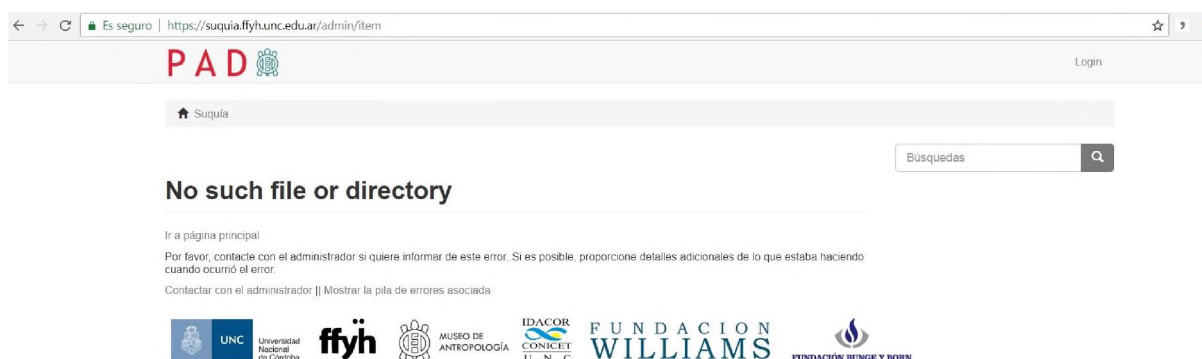 Es seguro | https://suquia.ffyh.unc.edu.ar/admin/item
PAD
Login
Suquía
Búsquedas
No such file or directory
Ir a página principal
Por favor, contacte con el administrador si quiere informar de este error. Si es posible, proporcione detalles adicionales de lo que estaba haciendo
cuando ocurrió el error.
Contactar con el administrador || Mostrar la pila de errores asociada
UNC
Universidad
Nacional
de Córdoba
ffyh
MUSEO DE
ANTROPOLOGÍA
IDACOR
CONICET
U N C
FUNDACION
WILLIAMS
FUNDACIÓN BUNGE Y BORN